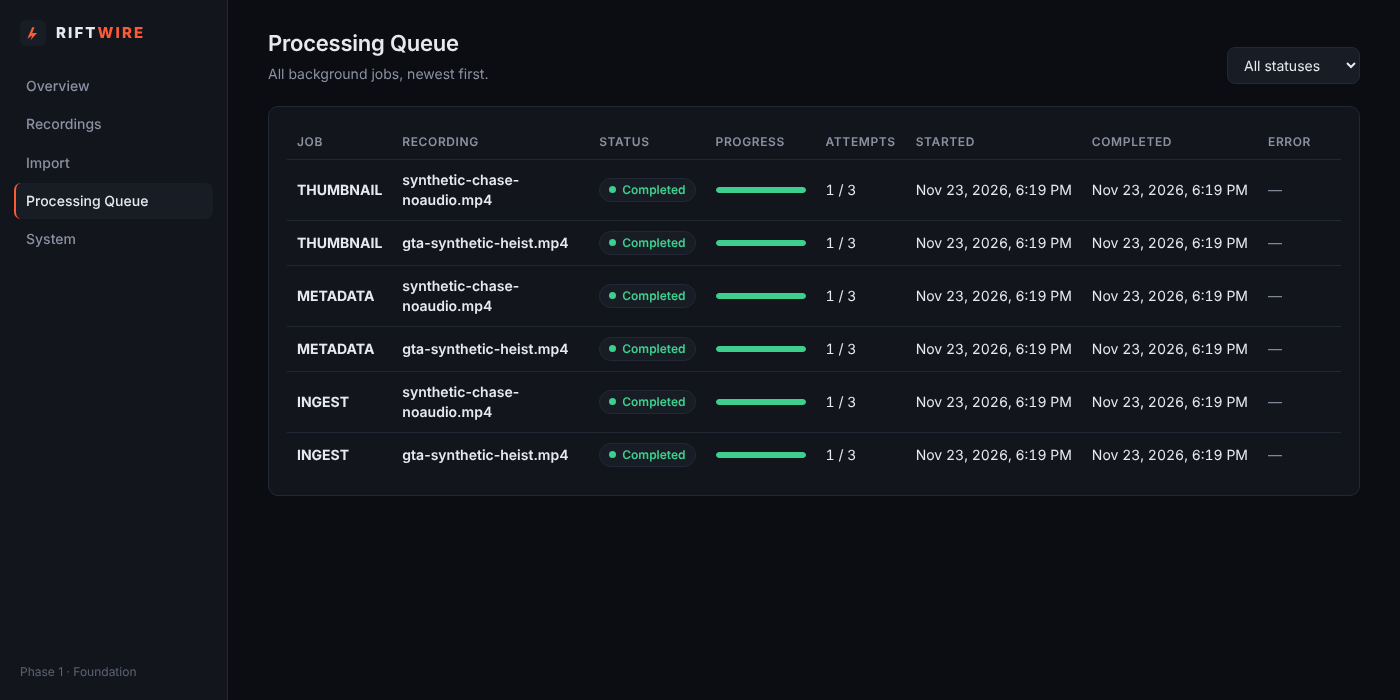 RIFTWIRE
Overview
Recordings
Import
Processing Queue
System
Phase 1 · Foundation
Processing Queue
All background jobs, newest first.
All statuses
JOB RECORDING STATUS PROGRESS ATTEMPTS STARTED COMPLETED ERROR
THUMBNAIL synthetic-chase-noaudio.mp4 Completed 1 / 3 Nov 23, 2026, 6:19 PM Nov 23, 2026, 6:19 PM —
THUMBNAIL gta-synthetic-heist.mp4 Completed 1 / 3 Nov 23, 2026, 6:19 PM Nov 23, 2026, 6:19 PM —
METADATA synthetic-chase-noaudio.mp4 Completed 1 / 3 Nov 23, 2026, 6:19 PM Nov 23, 2026, 6:19 PM —
METADATA gta-synthetic-heist.mp4 Completed 1 / 3 Nov 23, 2026, 6:19 PM Nov 23, 2026, 6:19 PM —
INGEST synthetic-chase-noaudio.mp4 Completed 1 / 3 Nov 23, 2026, 6:19 PM Nov 23, 2026, 6:19 PM —
INGEST gta-synthetic-heist.mp4 Completed 1 / 3 Nov 23, 2026, 6:19 PM Nov 23, 2026, 6:19 PM —